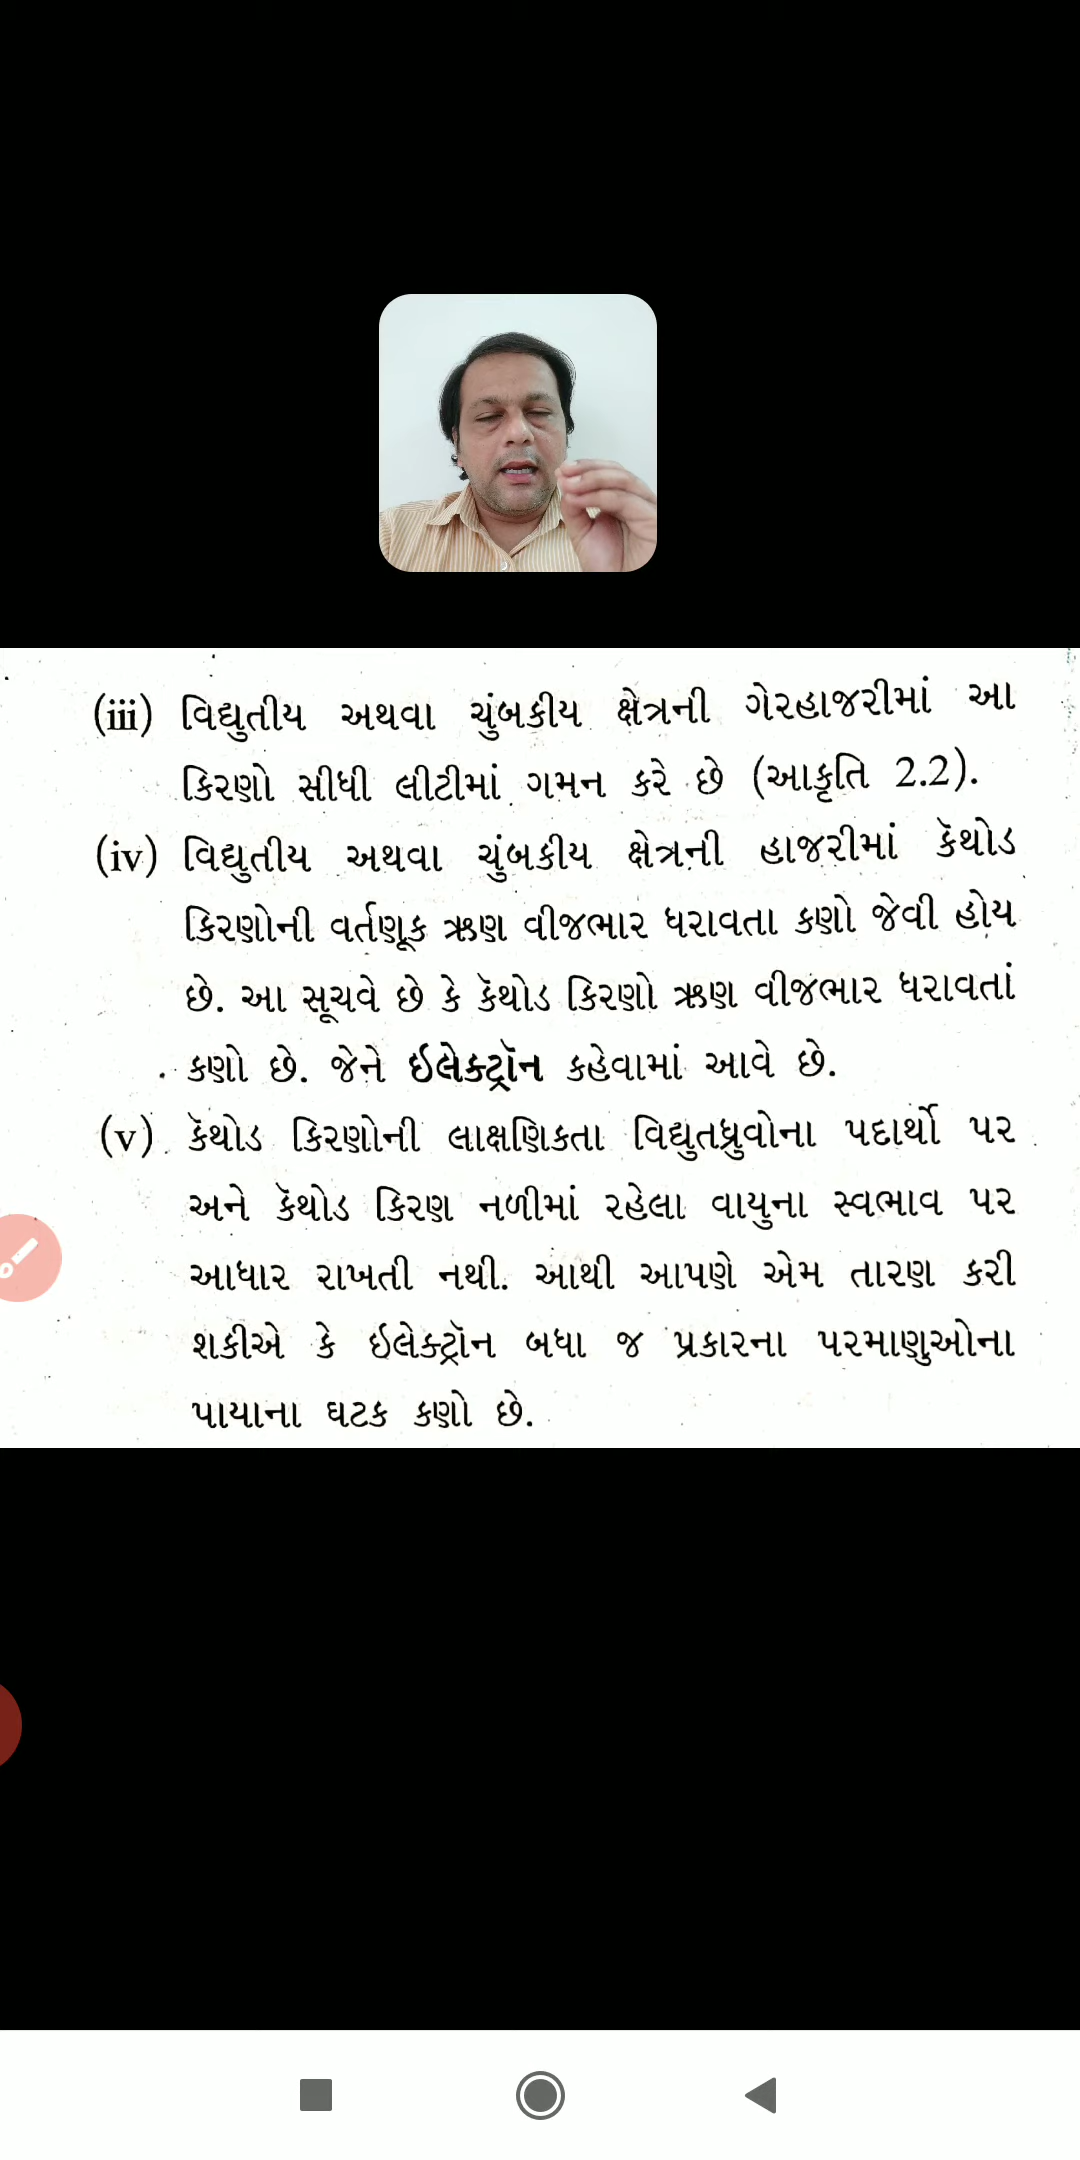 (iii) વિદ્યુતીય અથવા ચુંબકીય ક્ષેત્રની ગેરહાજરીમાં આ
કિરણો સીધી લીટીમાં ગમન કરે છે (આકૃતિ 2.2).
(iv) વિદ્યુતીય અથવા ચુંબકીય ક્ષેત્રની હાજરીમાં કૅથોડ
કિરણોની વર્તણૂક ઋણ વીજભાર ધરાવતા કણો જેવી હોય
છે. આ સૂચવે છે કે કૅથોડ કિરણો ઋણ વીજભાર ધરાવતાં
કણો છે. જેને ઇલેક્ટ્રૉન કહેવામાં આવે છે.
(v) કૅથોડ કિરણોની લાક્ષણિકતા વિદ્યુતધ્રુવોના પદાર્થો પર
અને કૅથોડ કિરણ નળીમાં રહેલા વાયુના સ્વભાવ પર
આધાર રાખતી નથી. આથી આપણે એમ તારણ કરી
શકીએ કે ઇલેક્ટ્રૉન બધા જ પ્રકારના પરમાણુઓના
પાયાના ઘટક કણો છે.